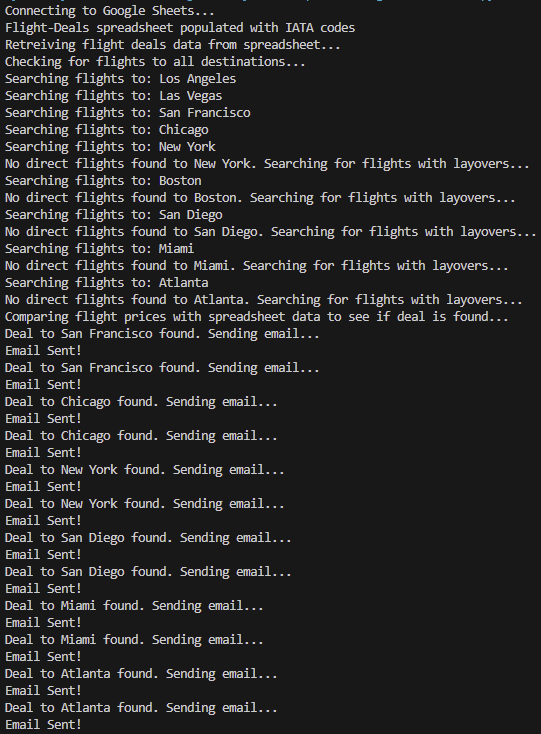 Connecting to Google Sheets...
Flight-Deals spreadsheet populated with IATA codes
Retreiving flight deals data from spreadsheet...
Checking for flights to all destinations...
Searching flights to: Los Angeles
Searching flights to: Las Vegas
Searching flights to: San Francisco
Searching flights to: Chicago
Searching flights to: New York
No direct flights found to New York. Searching for flights with layovers...
Searching flights to: Boston
No direct flights found to Boston. Searching for flights with layovers...
Searching flights to: San Diego
No direct flights found to San Diego. Searching for flights with layovers...
Searching flights to: Miami
No direct flights found to Miami. Searching for flights with layovers...
Searching flights to: Atlanta
No direct flights found to Atlanta. Searching for flights with layovers...
Comparing flight prices with spreadsheet data to see if deal is found...
Deal to San Francisco found. Sending email...
Email Sent!
Deal to San Francisco found. Sending email...
Email Sent!
Deal to Chicago found. Sending email...
Email Sent!
Deal to Chicago found. Sending email...
Email Sent!
Deal to New York found. Sending email...
Email Sent!
Deal to New York found. Sending email...
Email Sent!
Deal to San Diego found. Sending email...
Email Sent!
Deal to San Diego found. Sending email...
Email Sent!
Deal to Miami found. Sending email...
Email Sent!
Deal to Miami found. Sending email...
Email Sent!
Deal to Atlanta found. Sending email...
Email Sent!
Deal to Atlanta found. Sending email...
Email Sent!